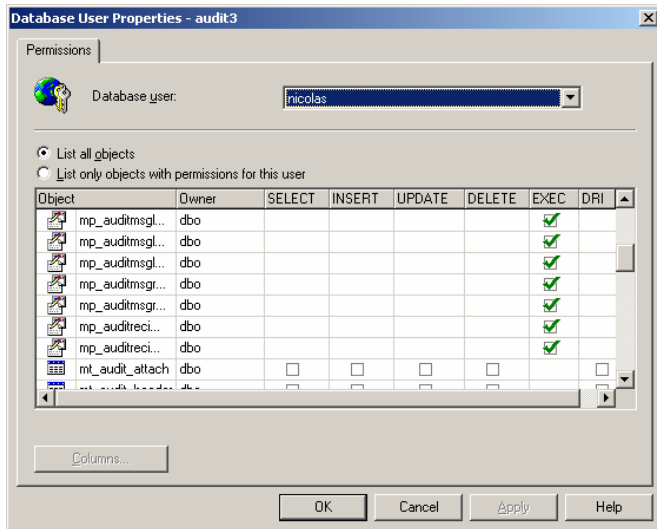 Database User Properties - audit3
Permissions
Database user:
nicolas
List all objects
List only objects with permissions for this user
Object Owner SELECT INSERT UPDATE DELETE EXEC DRI
mp_auditmsgl... dbo
mp_auditmsgl... dbo
mp_auditmsgl... dbo
mp_auditmsgr... dbo
mp_auditmsgr... dbo
mp_auditreci... dbo
mp_auditreci... dbo
mt_audit_attach dbo
mt_audit_header dbo
Columns...
OK Cancel Apply Help